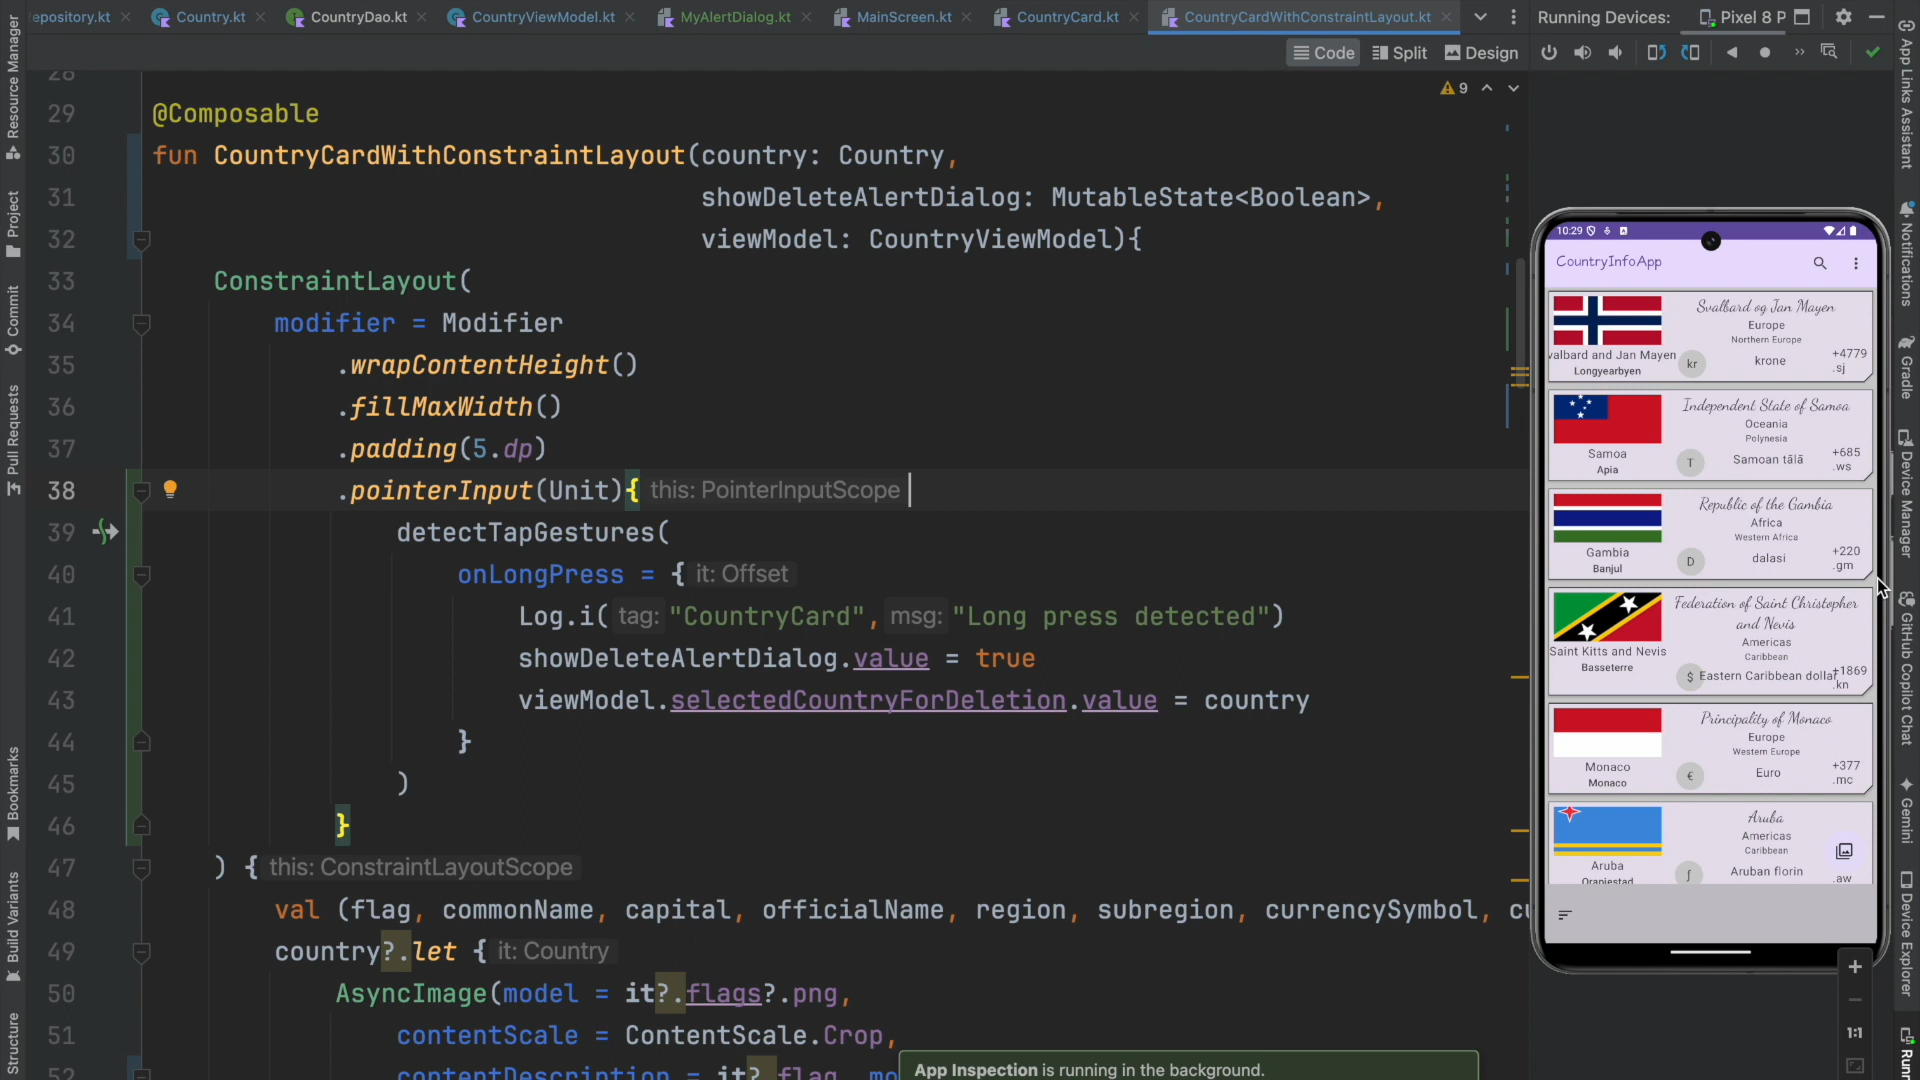 epository.kt
Country.kt
CountryDao.kt
CountryViewModel.kt
MyAlertDialog.kt
MainScreen.kt
CountryCard.kt
CountryCardWithConstraintLayout.kt
Running Devices:
Pixel 8 P
Code
Split
Design
9
28
29 @Composable
30 fun CountryCardWithConstraintLayout(country: Country,
31 showDeleteAlertDialog: MutableState<Boolean>,
32 viewModel: CountryViewModel){
33 ConstraintLayout(
34 modifier = Modifier
35 .wrapContentHeight()
36 .fillMaxWidth()
37 .padding(5.dp)
38 .pointerInput(Unit){ this: PointerInputScope
39 detectTapGestures(
40 onLongPress = { it: Offset
41 Log.i( tag: "CountryCard", msg: "Long press detected")
42 showDeleteAlertDialog.value = true
43 viewModel.selectedCountryForDeletion.value = country
44 }
45 )
46 }
47 ) { this: ConstraintLayoutScope
48 val (flag, commonName, capital, officialName, region, subregion, currencySymbol, cu
49 country?.let { it: Country
50 AsyncImage(model = it?.flags?.png,
51 contentScale = ContentScale.Crop,
52 contentDescription = it?.flag, mo
App Inspection is running in the background.
Resource Manager
Project
Commit
Pull Requests
Bookmarks
Build Variants
Structure
10:29
CountryInfoApp
Svalbard og Jan Mayen
Europe
Northern Europe
valbard and Jan Mayen
Longyearbyen
kr
krone
+4779
.sj
Independent State of Samoa
Oceania
Polynesia
Samoa
Apia
T
Samoan tālā
+685
.ws
Republic of the Gambia
Africa
Western Africa
Gambia
Banjul
D
dalasi
+220
.gm
Federation of Saint Christopher
and Nevis
Americas
Caribbean
Saint Kitts and Nevis
Basseterre
$
Eastern Caribbean dollar
+1869
.kn
Principality of Monaco
Europe
Western Europe
Monaco
Monaco
€
Euro
+377
.mc
Aruba
Americas
Caribbean
Aruba
Oranjestad
ƒ
Aruban florin
.aw
1:1
App Links Assistant
Notifications
Gradle
Device Manager
GitHub Copilot Chat
Gemini
Device Explorer
Runn